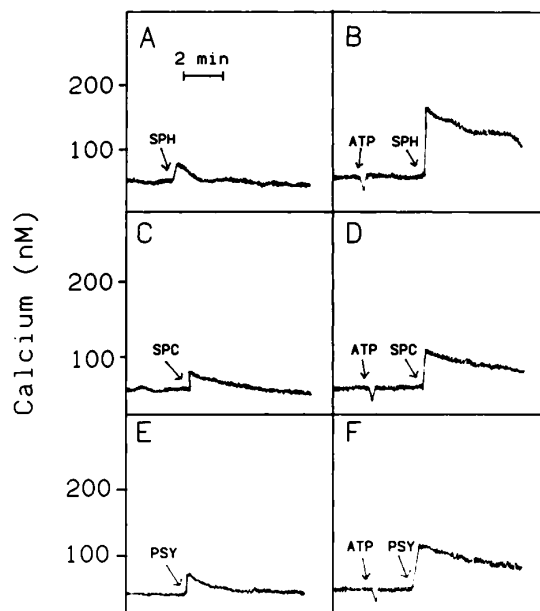 A
2 min
SPH
B
ATP SPH
200
100
C
SPC
D
ATP SPC
200
100
E
PSY
F
ATP PSY
200
100
Calcium (nM)